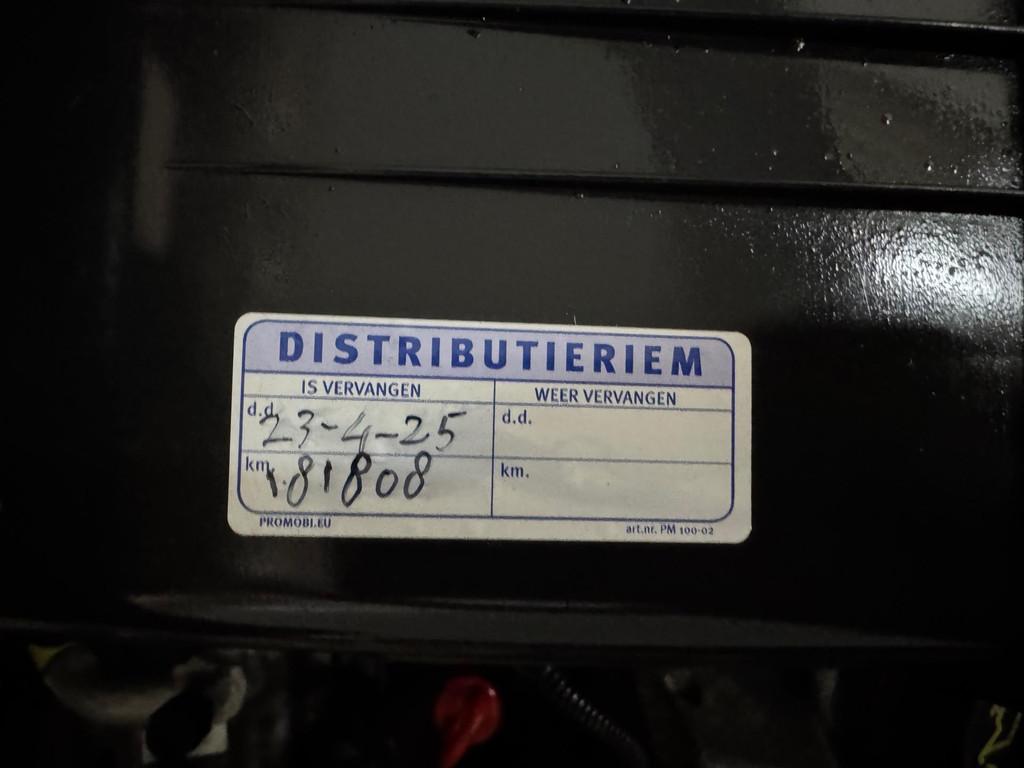 DISTRIBUTIERIEM
IS VERVANGEN
WEER VERVANGEN
d.d. 23-4-25
d.d.
km. 181808
km.
PROMOBI.EU
art.nr. PM 100-02